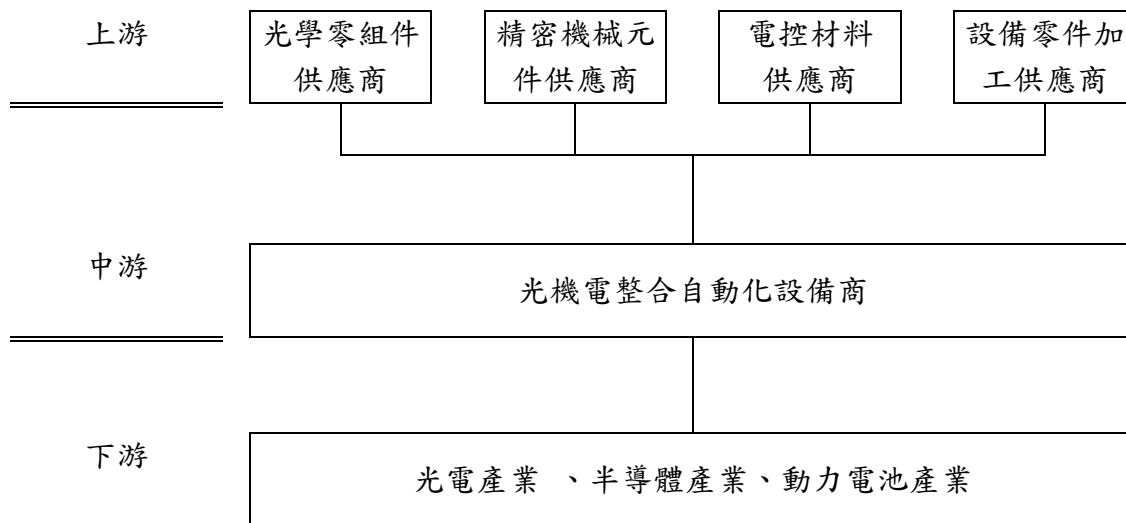 上游
光學零組件
供應商
精密機械元
件供應商
電控材料
供應商
設備零件加
工供應商
中游
光機電整合自動化設備商
下游
光電產業 、半導體產業、動力電池產業